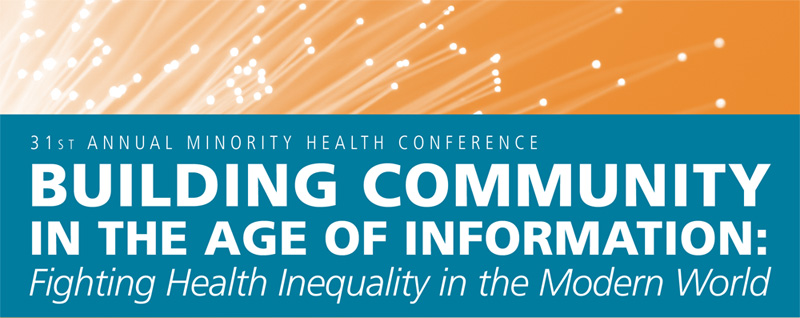 31ST ANNUAL MINORITY HEALTH CONFERENCE
BUILDING COMMUNITY
IN THE AGE OF INFORMATION:
Fighting Health Inequality in the Modern World